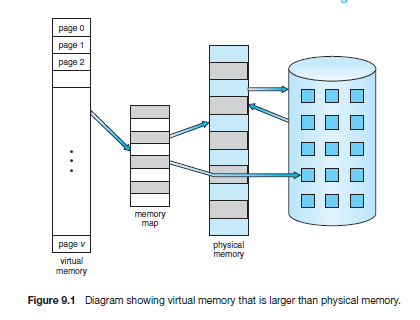 page 0
page 1
page 2
page v
virtual
memory
memory
map
physical
memory
Figure 9.1 Diagram showing virtual memory that is larger than physical memory.